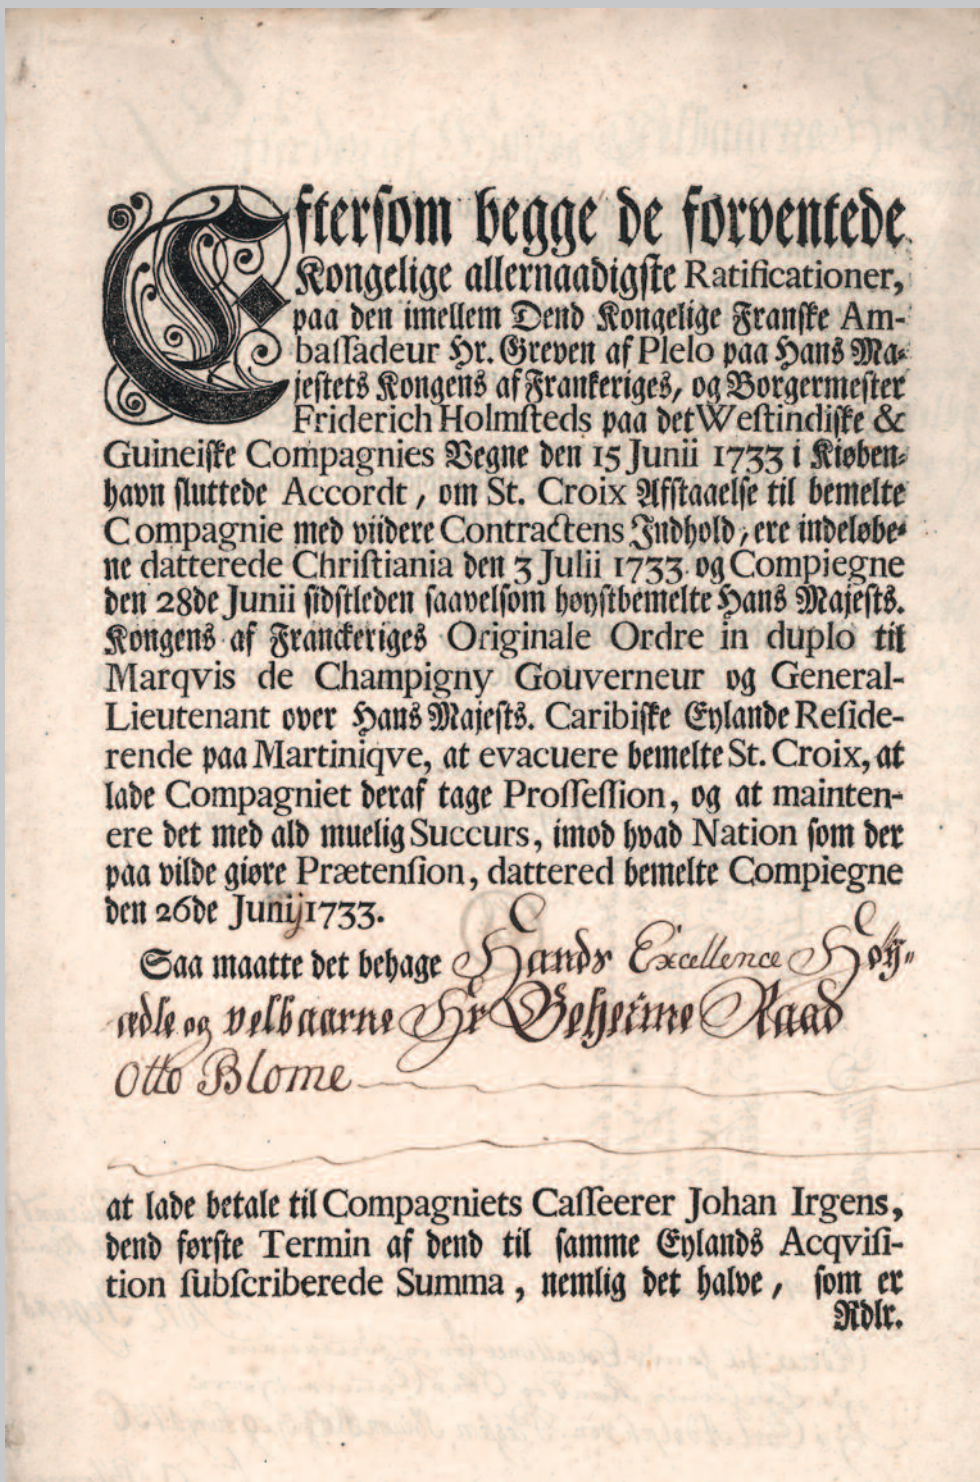 Eftersom begge de forventede
Kongelige allernaadigste Ratificationer,
paa den imellem Dend Kongelige Franske Am-
bassadeur Hr. Greven af Plelo paa Hans Ma-
jestets Kongens af Frankeriges, og Borgermester
Friderich Holmsteds paa det Westindiske &
Guineiske Compagnies Vegne den 15 Junii 1733 i Kiøben-
havn sluttede Accordt, om St. Croix Afstaaelse til bemelte
Compagnie med viidere Contractens Indhold, ere indeløbe-
ne datterede Christiania den 3 Julii 1733. og Compiegne
den 28de Junii sidstleden saavelsom høystbemelte Hans Majests.
Kongens af Franckeriges Originale Ordre in duplo til
Marqvis de Champigny Gouverneur og General-
Lieutenant over Hans Majests. Caribiske Eylande Reside-
rende paa Martiniqve, at evacuere bemelte St. Croix, at
lade Compagniet deraf tage Prossession, og at mainten-
ere det med ald muelig Succurs, imod hvad Nation som der
paa vilde giøre Prætension, dattered bemelte Compiegne
den 26de Junij 1733.
Saa maatte det behage Hands Excellence Høy-
ædle og velbaarne Hr Geheime Raad
Otto Blome
at lade betale til Compagniets Casseerer Johan Irgens,
dend første Termin af dend til samme Eylands Acqvisi-
tion subscriberede Summa, nemlig det halve, som er
Rdlr.